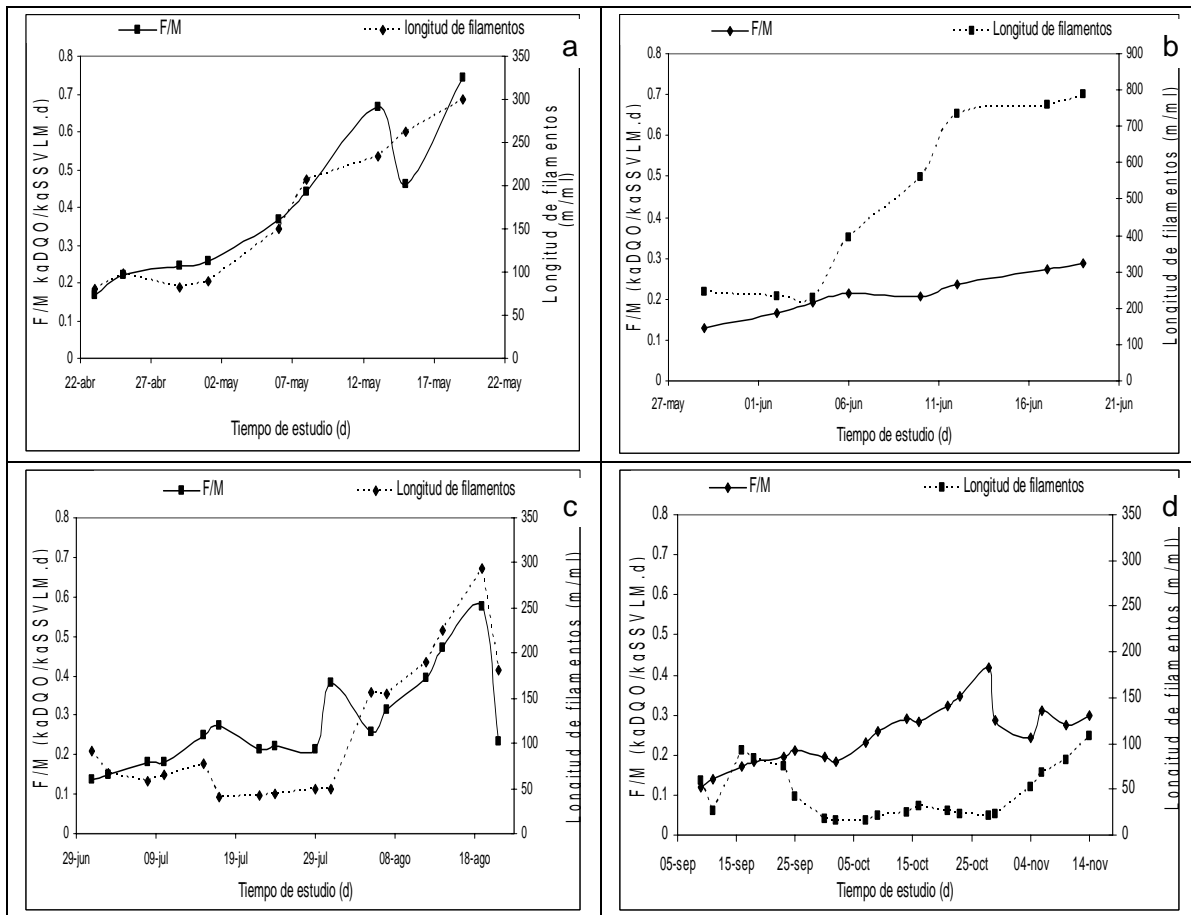 F/M
longitud de filamentos
a
0.8
0.7
0.6
0.5
0.4
0.3
0.2
0.1
0
F/M kgDQO/kgSSVLM.d)
350
300
250
200
150
100
50
0
Longitud de filamentos
(m/ml)
22-abr 27-abr 02-may 07-may 12-may 17-may 22-may
Tiempo de estudio (d)
F/M
Longitud de filamentos
b
0.8
0.7
0.6
0.5
0.4
0.3
0.2
0.1
0
F/M (kgDQO/kgSSVLM.d)
900
800
700
600
500
400
300
200
100
0
Longitud de filamentos (m/ml)
27-may 01-jun 06-jun 11-jun 16-jun 21-jun
Tiempo de estudio (d)
F/M
Longitud de filamentos
c
0.8
0.7
0.6
0.5
0.4
0.3
0.2
0.1
0
F/M (kgDQO/kgSSVLM.d)
350
300
250
200
150
100
50
0
Longitud de filamentos (m/ml)
29-jun 09-jul 19-jul 29-jul 08-ago 18-ago
Tiempo de estudio (d)
F/M
Longitud de filamentos
d
0.8
0.7
0.6
0.5
0.4
0.3
0.2
0.1
0
F/M (kgDQO/kgSSVLM.d)
350
300
250
200
150
100
50
0
Longitud de filamentos (m/ml)
05-sep 15-sep 25-sep 05-oct 15-oct 25-oct 04-nov 14-nov
Tiempo de estudio (d)